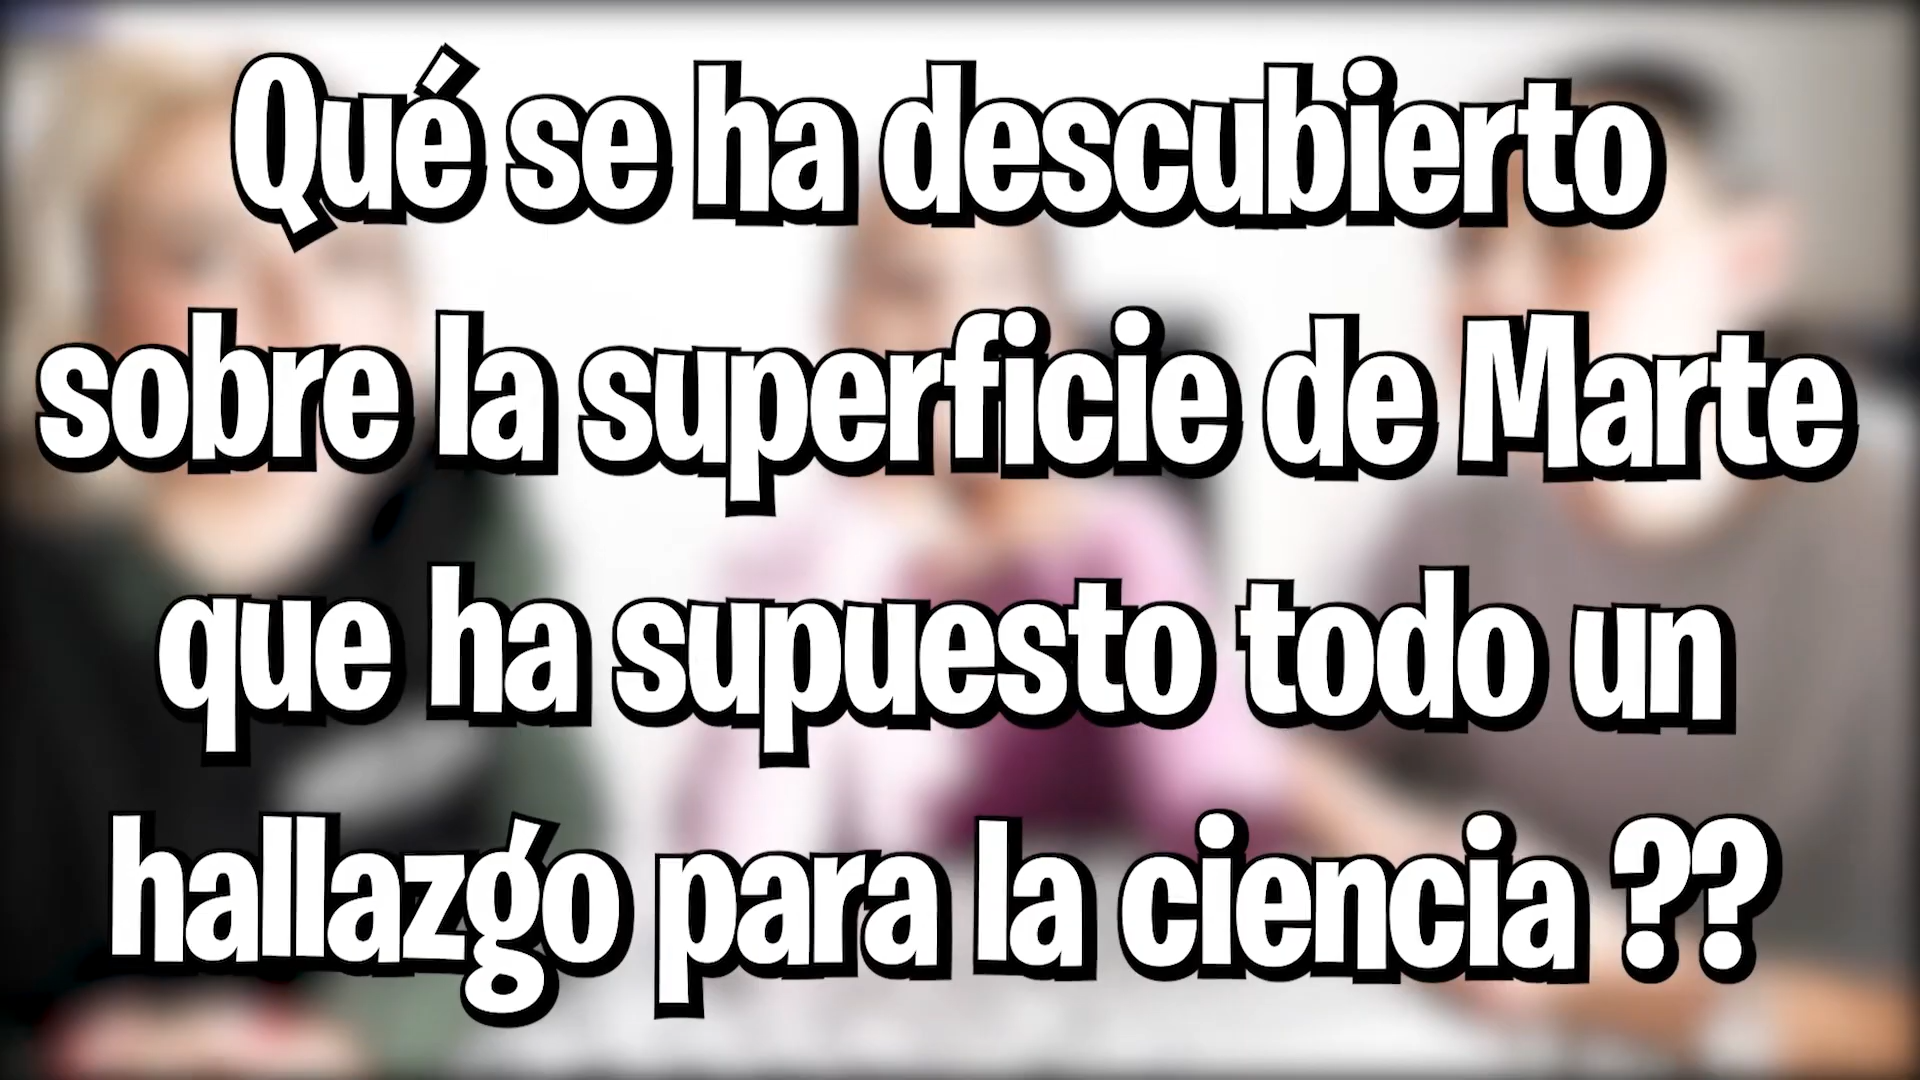 Qué se ha descubierto
sobre la superficie de Marte
que ha supuesto todo un
hallazgo para la ciencia ??